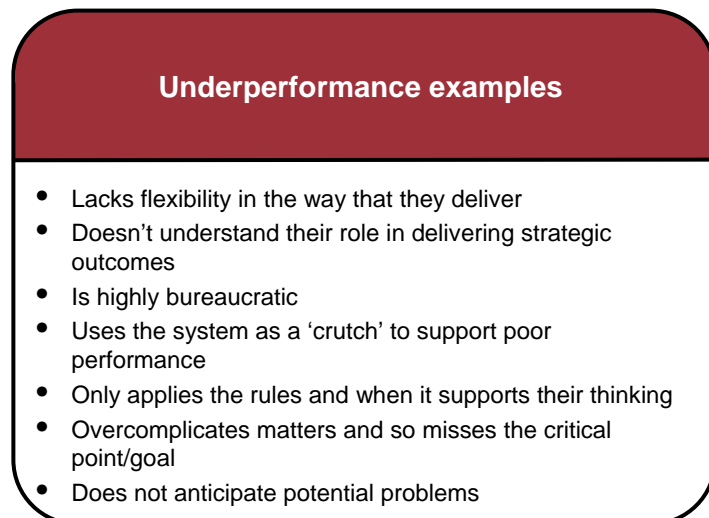 Underperformance examples
• Lacks flexibility in the way that they deliver
• Doesn’t understand their role in delivering strategic
outcomes
• Is highly bureaucratic
• Uses the system as a ‘crutch’ to support poor
performance
• Only applies the rules and when it supports their thinking
• Overcomplicates matters and so misses the critical
point/goal
• Does not anticipate potential problems